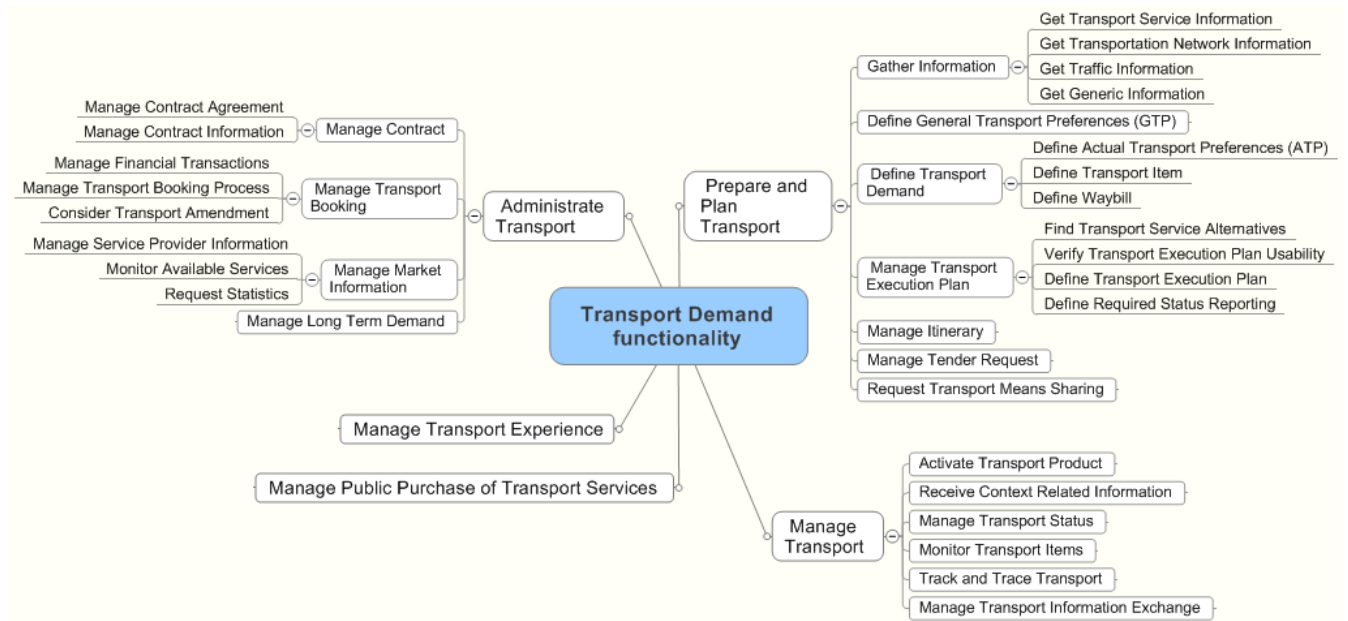 Transport Demand
functionality
Prepare and
Plan
Transport
Gather Information
Get Transport Service Information
Get Transportation Network Information
Get Traffic Information
Get Generic Information
Define General Transport Preferences (GTP)
Define Transport
Demand
Define Actual Transport Preferences (ATP)
Define Transport Item
Define Waybill
Manage Transport
Execution Plan
Find Transport Service Alternatives
Verify Transport Execution Plan Usability
Define Transport Execution Plan
Define Required Status Reporting
Manage Itinerary
Manage Tender Request
Request Transport Means Sharing
Manage
Transport
Activate Transport Product
Receive Context Related Information
Manage Transport Status
Monitor Transport Items
Track and Trace Transport
Manage Transport Information Exchange
Manage Public Purchase of Transport Services
Manage Transport Experience
Administrate
Transport
Manage Contract
Manage Contract Agreement
Manage Contract Information
Manage Transport
Booking
Manage Financial Transactions
Manage Transport Booking Process
Consider Transport Amendment
Manage Market
Information
Manage Service Provider Information
Monitor Available Services
Request Statistics
Manage Long Term Demand